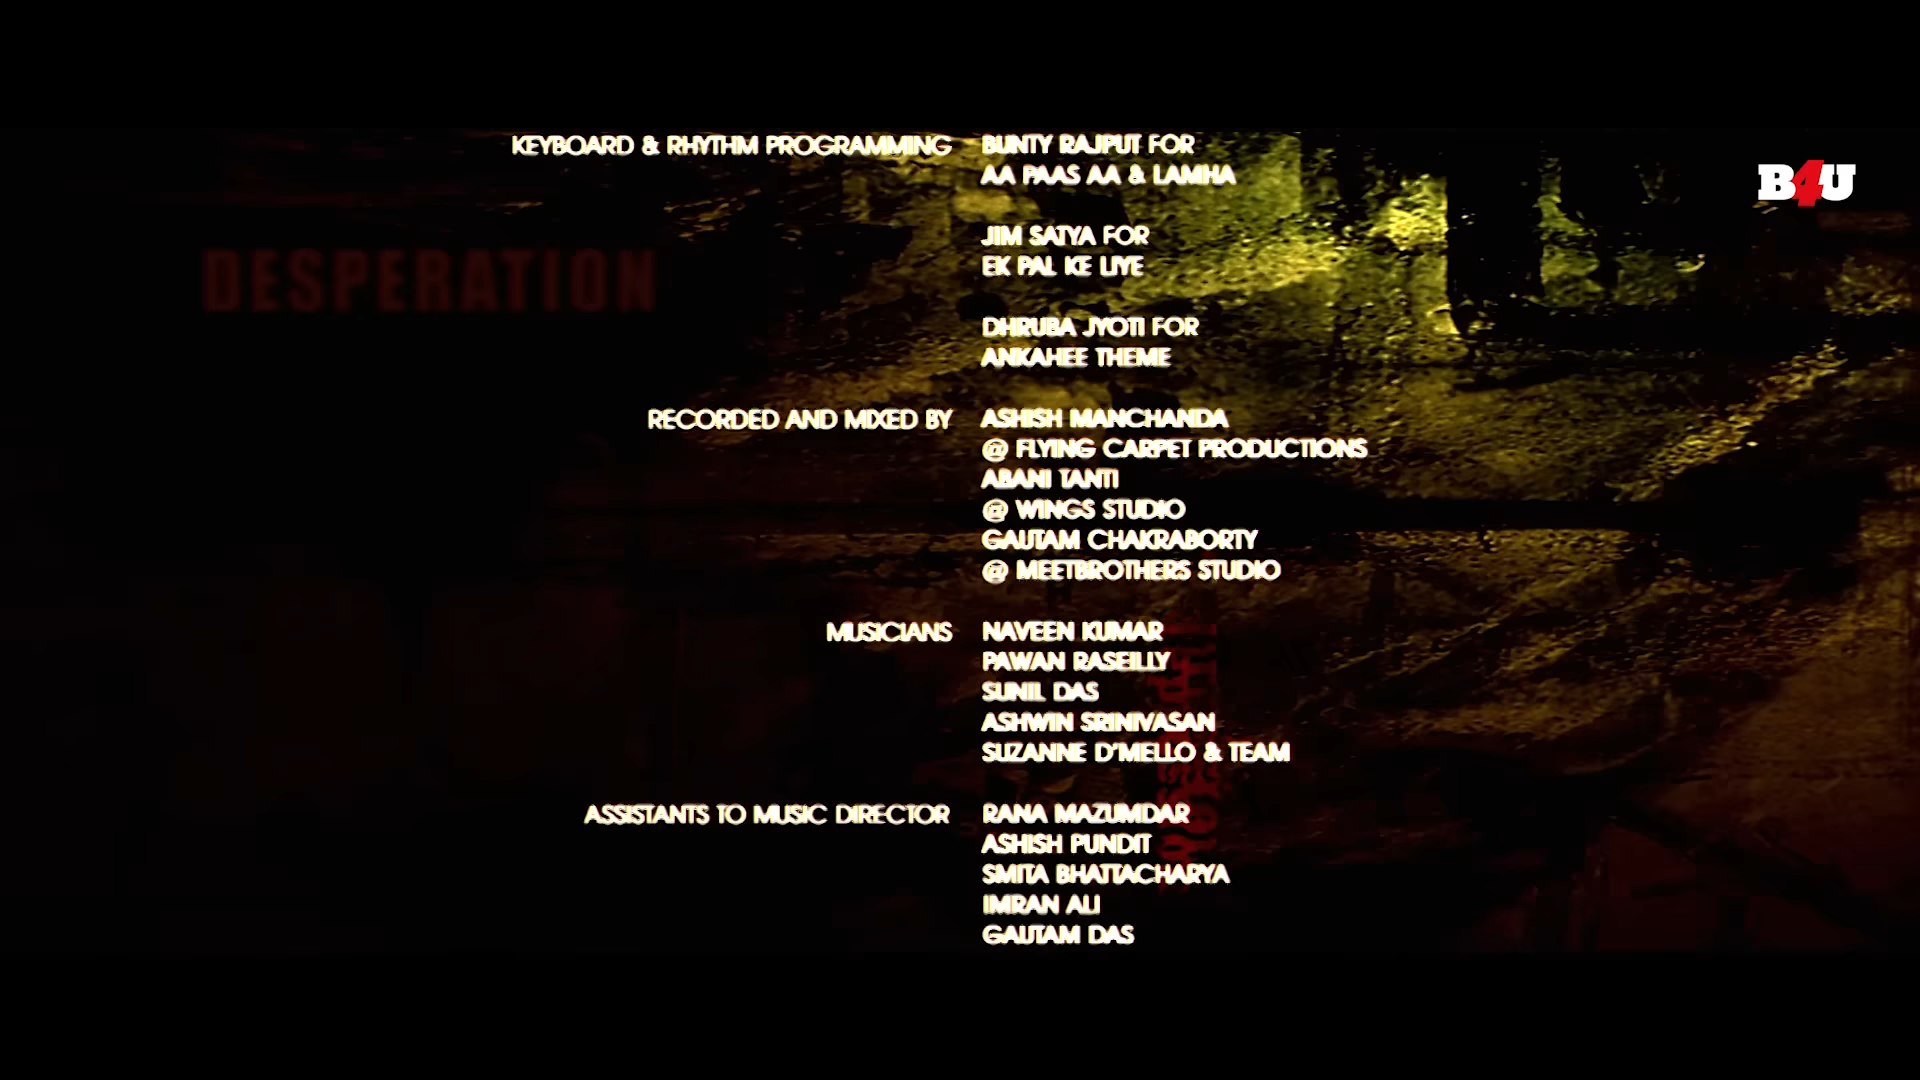 KEYBOARD & RHYTHM PROGRAMMING BUNTY RAJPUT FOR
AA PAAS AA & LAMHA
B4U
JIM SATYA FOR
EK PAL KE LIYE
DESPERATION
DHRUBA JYOTI FOR
ANKAHEE THEME
RECORDED AND MIXED BY ASHISH MANCHANDA
@ FLYING CARPET PRODUCTIONS
ABANI TANTI
@ WINGS STUDIO
GAUTAM CHAKRABORTY
@ MEETBROTHERS STUDIO
MUSICIANS NAVEEN KUMAR
PAWAN RASEILLY
SUNIL DAS
ASHWIN SRINIVASAN
SUZANNE D'MELLO & TEAM
ASSISTANTS TO MUSIC DIRECTOR RANA MAZUMDAR
ASHISH PUNDIT
SMITA BHATTACHARYA
IMRAN ALI
GAUTAM DAS